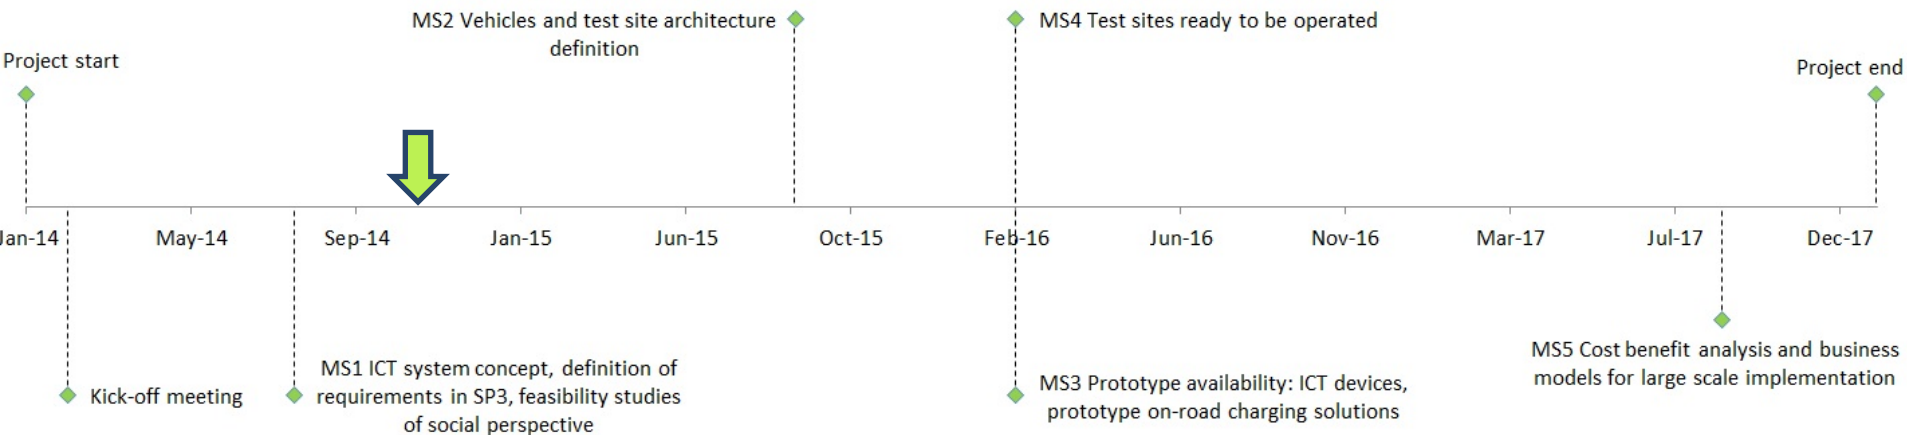 MS2 Vehicles and test site architecture
definition
MS4 Test sites ready to be operated
Project start
Project end
Jan-14
May-14
Sep-14
Jan-15
Jun-15
Oct-15
Feb-16
Jun-16
Nov-16
Mar-17
Jul-17
Dec-17
Kick-off meeting
MS1 ICT system concept, definition of
requirements in SP3, feasibility studies
of social perspective
MS3 Prototype availability: ICT devices,
prototype on-road charging solutions
MS5 Cost benefit analysis and business
models for large scale implementation